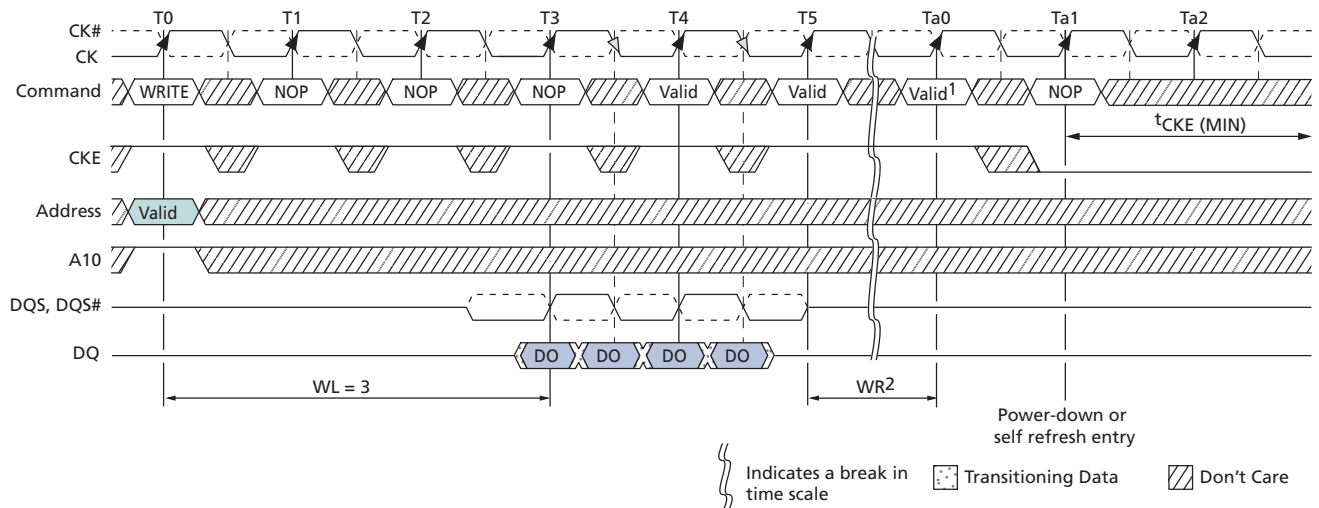 T0 T1 T2 T3 T4 T5 Ta0 Ta1 Ta2
CK#
CK
Command WRITE NOP NOP NOP Valid Valid Valid1 NOP
tCKE (MIN)
CKE
Address Valid
A10
DQS, DQS#
DQ DO DO DO DO
WL = 3 WR2
Power-down or
self refresh entry
Indicates a break in
time scale
Transitioning Data
Don't Care